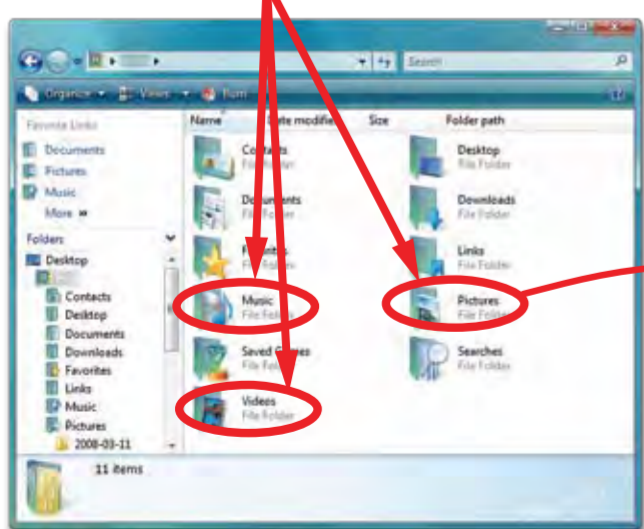 Search
Organize Views Burn
Favorite Links
Documents
Pictures
Music
More »
Folders
Desktop
Contacts
Desktop
Documents
Downloads
Favorites
Links
Music
Pictures
2008-03-11
Name Date modified Size Folder path
Contacts
File Folder
Desktop
File Folder
Documents
File Folder
Downloads
File Folder
Favorites
File Folder
Links
File Folder
Music
File Folder
Pictures
File Folder
Saved Games
File Folder
Searches
File Folder
Videos
File Folder
11 items